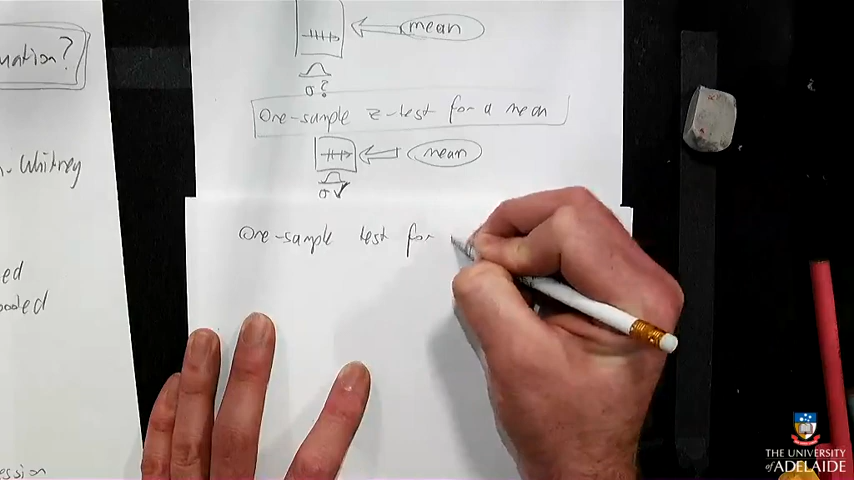 mean
σ ?
One-sample z-test for a mean
mean
σ ✓
One-sample test for
uation?
n-Whitney
ed
ooled
ession
THE UNIVERSITY
of ADELAIDE